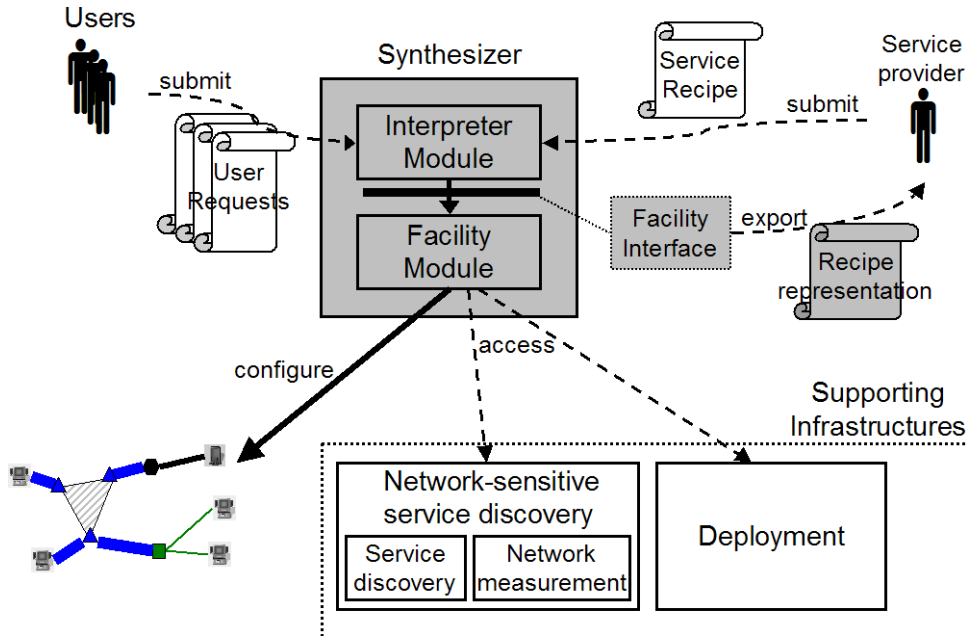 Users
Synthesizer
Service
Recipe
Service
provider
submit
submit
Interpreter
Module
User
Requests
Facility
Module
Facility
Interface
export
Recipe
representation
configure
access
Supporting
Infrastructures
Network-sensitive
service discovery
Service
discovery
Network
measurement
Deployment